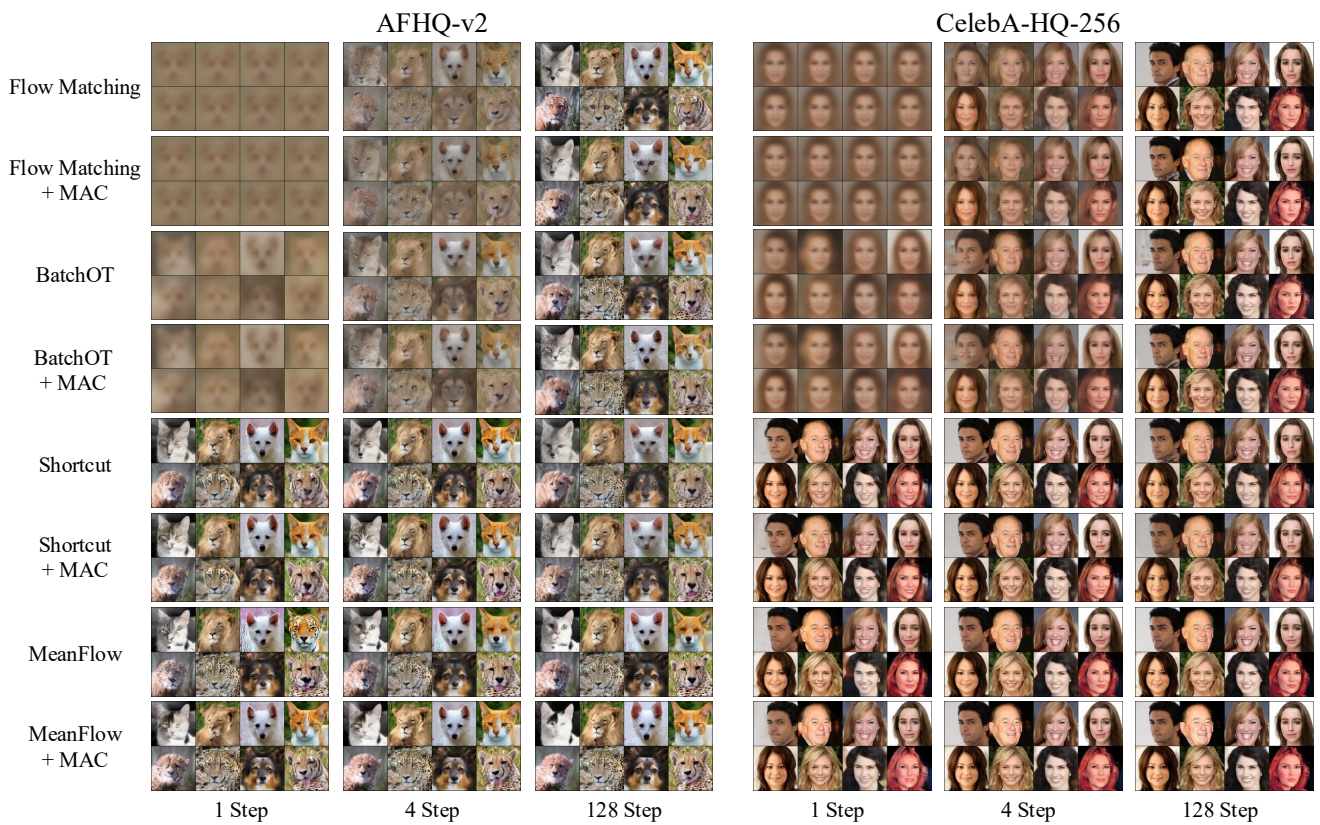 AFHQ-v2
CelebA-HQ-256
Flow Matching
Flow Matching
+ MAC
BatchOT
BatchOT
+ MAC
Shortcut
Shortcut
+ MAC
MeanFlow
MeanFlow
+ MAC
1 Step
4 Step
128 Step
1 Step
4 Step
128 Step